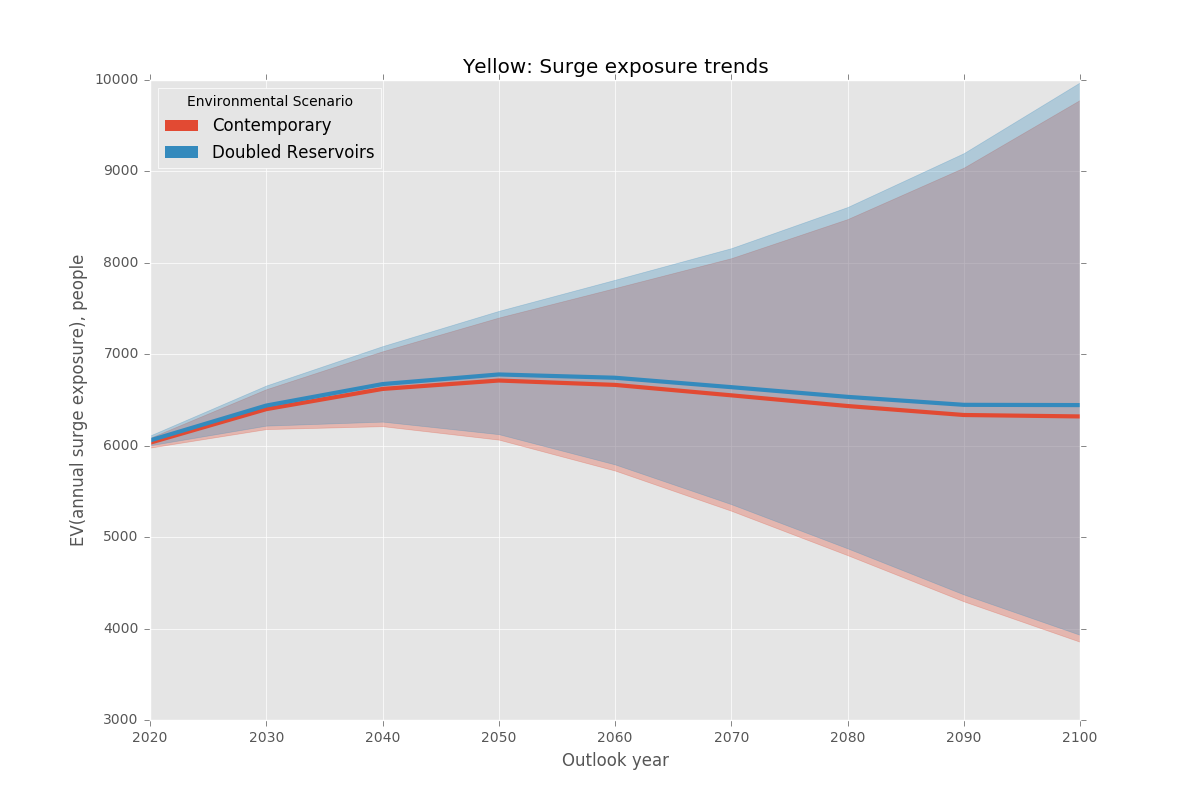 Yellow: Surge exposure trends
Environmental Scenario
Contemporary
Doubled Reservoirs
EV(annual surge exposure), people
10000
9000
8000
7000
6000
5000
4000
3000
2020 2030 2040 2050 2060 2070 2080 2090 2100
Outlook year